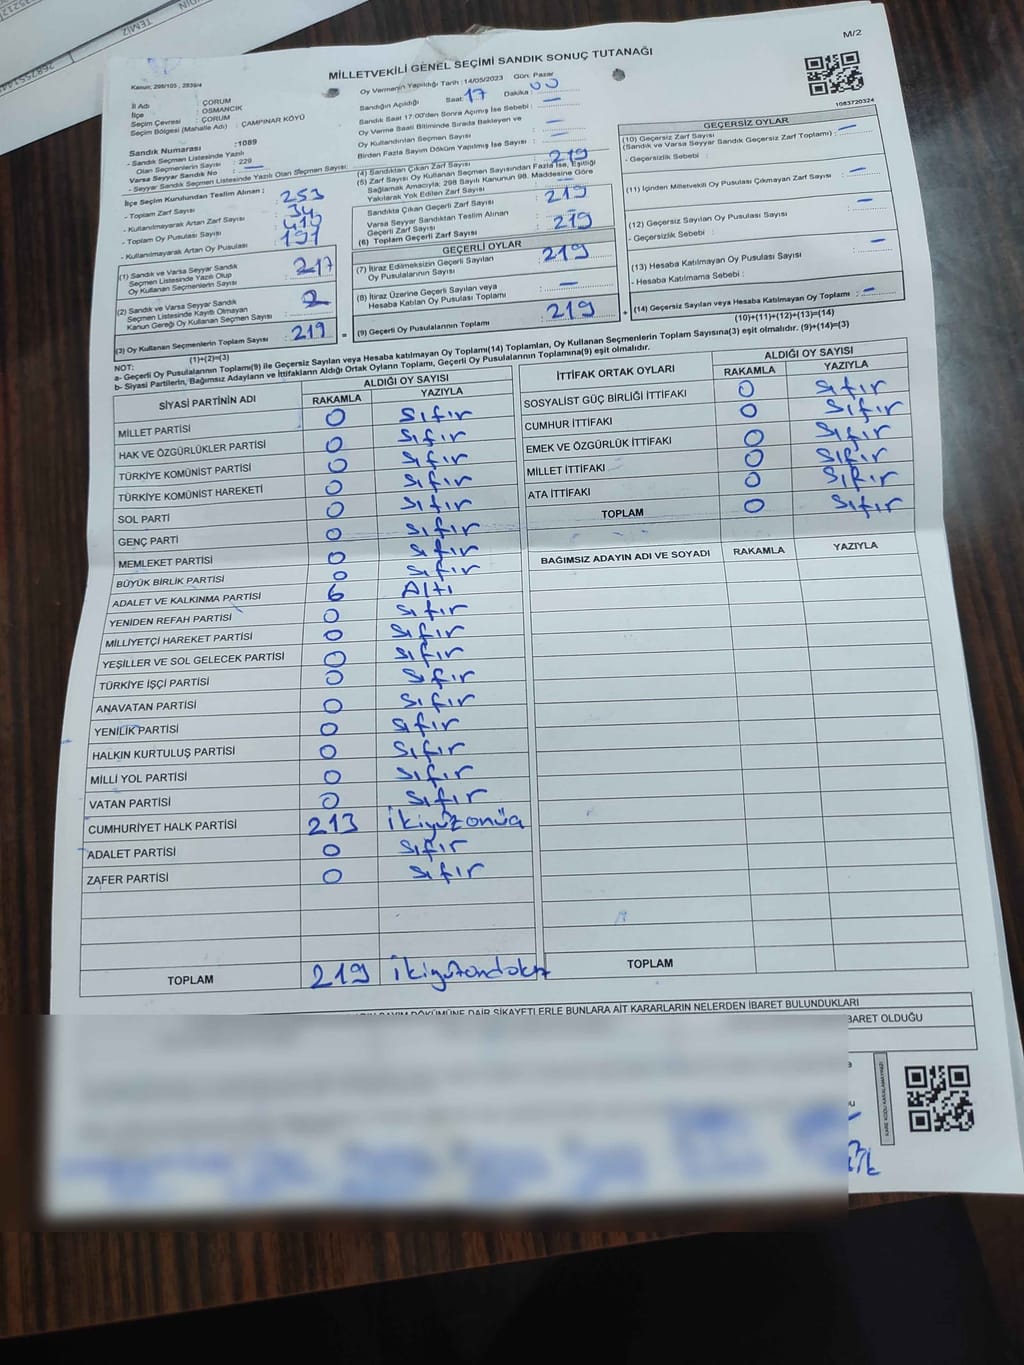 TEMİZ
M/2
MİLLETVEKİLİ GENEL SEÇİMİ SANDIK SONUÇ TUTANAĞI
Kanun; 298/105 , 2839/4
Oy Vermenin Yapıldığı Tarih : 14/05/2023 Gün: Pazar
1083720324
İl Adı : ÇORUM
İlçe : OSMANCIK
Seçim Çevresi : ÇORUM
Seçim Bölgesi (Mahalle Adı) : ÇAMPINAR KÖYÜ
Sandık Numarası : 1089
- Sandık Seçmen Listesinde Yazılı
Olan Seçmenlerin Sayısı : 229
Varsa Seyyar Sandık No : —
- Seyyar Sandık Seçmen Listesinde Yazılı Olan Seçmen Sayısı:
İlçe Seçim Kurulundan Teslim Alınan ;
- Toplam Zarf Sayısı : 253
- Kullanılmayarak Artan Zarf Sayısı : 34
- Toplam Oy Pusulası Sayısı : 410
- Kullanılmayarak Artan Oy Pusulası : 191
(1) Sandık ve Varsa Seyyar Sandık
Seçmen Listesinde Yazılı Olup
Oy Kullanan Seçmenlerin Sayısı : 217
(2) Sandık ve Varsa Seyyar Sandık
Seçmen Listesinde Kayıtlı Olmayan
Kanun Gereği Oy Kullanan Seçmen Sayısı : 2
(3) Oy Kullanan Seçmenlerin Toplam Sayısı : 219
(1)+(2)=(3)
Sandığın Açıldığı Saat: 17 Dakika : 00
Sandık Saat 17.00'den Sonra Açılmış İse Sebebi : —
Oy Verme Saati Bitiminde Sırada Bekleyen ve
Oy Kullandırılan Seçmen Sayısı : —
Birden Fazla Sayım Döküm Yapılmış İse Sayısı : —
(4) Sandıktan Çıkan Zarf Sayısı : 219
(5) Zarf Sayısı Oy Kullanan Seçmen Sayısından Fazla İse, Eşitliği
Sağlamak Amacıyla; 298 Sayılı Kanunun 98. Maddesine Göre
Yakılarak Yok Edilen Zarf Sayısı : —
Sandıkta Çıkan Geçerli Zarf Sayısı : 219
Varsa Seyyar Sandıktan Teslim Alınan
Geçerli Zarf Sayısı : —
(6) Toplam Geçerli Zarf Sayısı : 219
GEÇERLİ OYLAR
(7) İtiraz Edilmeksizin Geçerli Sayılan
Oy Pusulalarının Sayısı : 219
(8) İtiraz Üzerine Geçerli Sayılan veya
Hesaba Katılan Oy Pusulası Toplamı : —
= (9) Geçerli Oy Pusulalarının Toplamı : 219
GEÇERSİZ OYLAR
(10) Geçersiz Zarf Sayısı
(Sandık ve Varsa Seyyar Sandık Geçersiz Zarf Toplamı) : —
- Geçersizlik Sebebi :
(11) İçinden Milletvekili Oy Pusulası Çıkmayan Zarf Sayısı : —
(12) Geçersiz Sayılan Oy Pusulası Sayısı : —
- Geçersizlik Sebebi :
(13) Hesaba Katılmayan Oy Pusulası Sayısı : —
- Hesaba Katılmama Sebebi :
+ (14) Geçersiz Sayılan veya Hesaba Katılmayan Oy Toplamı : —
(10)+(11)+(12)+(13)=(14)
NOT:
a- Geçerli Oy Pusulalarının Toplamı(9) ile Geçersiz Sayılan veya Hesaba katılmayan Oy Toplamı(14) Toplamları, Oy Kullanan Seçmenlerin Toplam Sayısına(3) eşit olmalıdır. (9)+(14)=(3)
b- Siyasi Partilerin, Bağımsız Adayların ve İttifakların Aldığı Ortak Oyların Toplamı, Geçerli Oy Pusulalarının Toplamına(9) eşit olmalıdır.
SİYASİ PARTİNİN ADI ALDIĞI OY SAYISI
RAKAMLA YAZIYLA
MİLLET PARTİSİ 0 Sıfır
HAK VE ÖZGÜRLÜKLER PARTİSİ 0 Sıfır
TÜRKİYE KOMÜNİST PARTİSİ 0 Sıfır
TÜRKİYE KOMÜNİST HAREKETİ 0 Sıfır
SOL PARTİ 0 Sıfır
GENÇ PARTİ 0 Sıfır
MEMLEKET PARTİSİ 0 Sıfır
BÜYÜK BİRLİK PARTİSİ 0 Sıfır
ADALET VE KALKINMA PARTİSİ 6 Altı
YENİDEN REFAH PARTİSİ 0 Sıfır
MİLLİYETÇİ HAREKET PARTİSİ 0 Sıfır
YEŞİLLER VE SOL GELECEK PARTİSİ 0 Sıfır
TÜRKİYE İŞÇİ PARTİSİ 0 Sıfır
ANAVATAN PARTİSİ 0 Sıfır
YENİLİK PARTİSİ 0 Sıfır
HALKIN KURTULUŞ PARTİSİ 0 Sıfır
MİLLİ YOL PARTİSİ 0 Sıfır
VATAN PARTİSİ 0 Sıfır
CUMHURİYET HALK PARTİSİ 213 İkiyüzonüç
ADALET PARTİSİ 0 Sıfır
ZAFER PARTİSİ 0 Sıfır
TOPLAM 219 İkiyüzondokuz
İTTİFAK ORTAK OYLARI ALDIĞI OY SAYISI
RAKAMLA YAZIYLA
SOSYALİST GÜÇ BİRLİĞİ İTTİFAKI 0 Sıfır
CUMHUR İTTİFAKI 0 Sıfır
EMEK VE ÖZGÜRLÜK İTTİFAKI 0 Sıfır
MİLLET İTTİFAKI 0 Sıfır
ATA İTTİFAKI 0 Sıfır
TOPLAM 0 Sıfır
BAĞIMSIZ ADAYIN ADI VE SOYADI RAKAMLA YAZIYLA
TOPLAM
DÖKÜMÜNE DAİR ŞİKAYETLERLE BUNLARA AİT KARARLARIN NELERDEN İBARET BULUNDUKLARI
BARET OLDUĞU